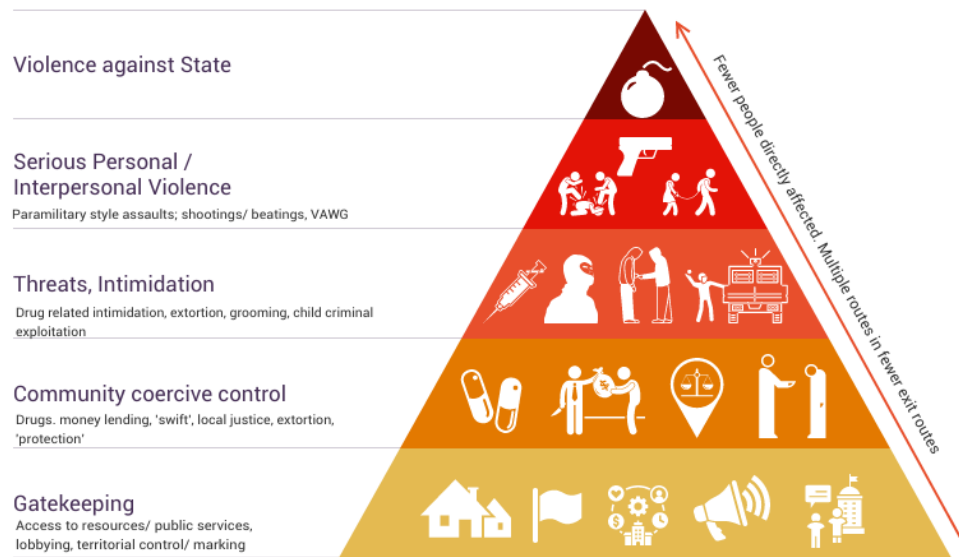 Violence against State
Serious Personal /
Interpersonal Violence
Paramilitary style assaults; shootings/ beatings, VAWG
Threats, Intimidation
Drug related intimidation, extortion, grooming, child criminal
exploitation
Community coercive control
Drugs. money lending, 'swift', local justice, extortion,
'protection'
Gatekeeping
Access to resources/ public services,
lobbying, territorial control/ marking
Fewer people directly affected. Multiple routes in fewer exit routes